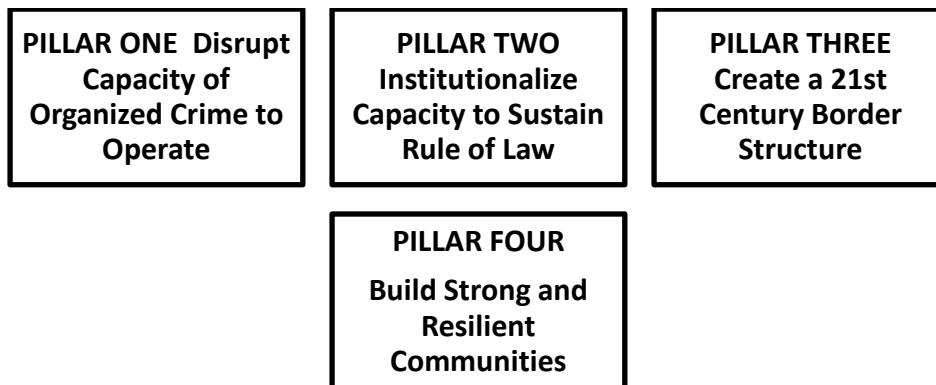 PILLAR ONE  Disrupt
Capacity of
Organized Crime to
Operate
PILLAR TWO
Institutionalize
Capacity to Sustain
Rule of Law
PILLAR THREE
Create a 21st
Century Border
Structure
PILLAR FOUR
Build Strong and
Resilient
Communities